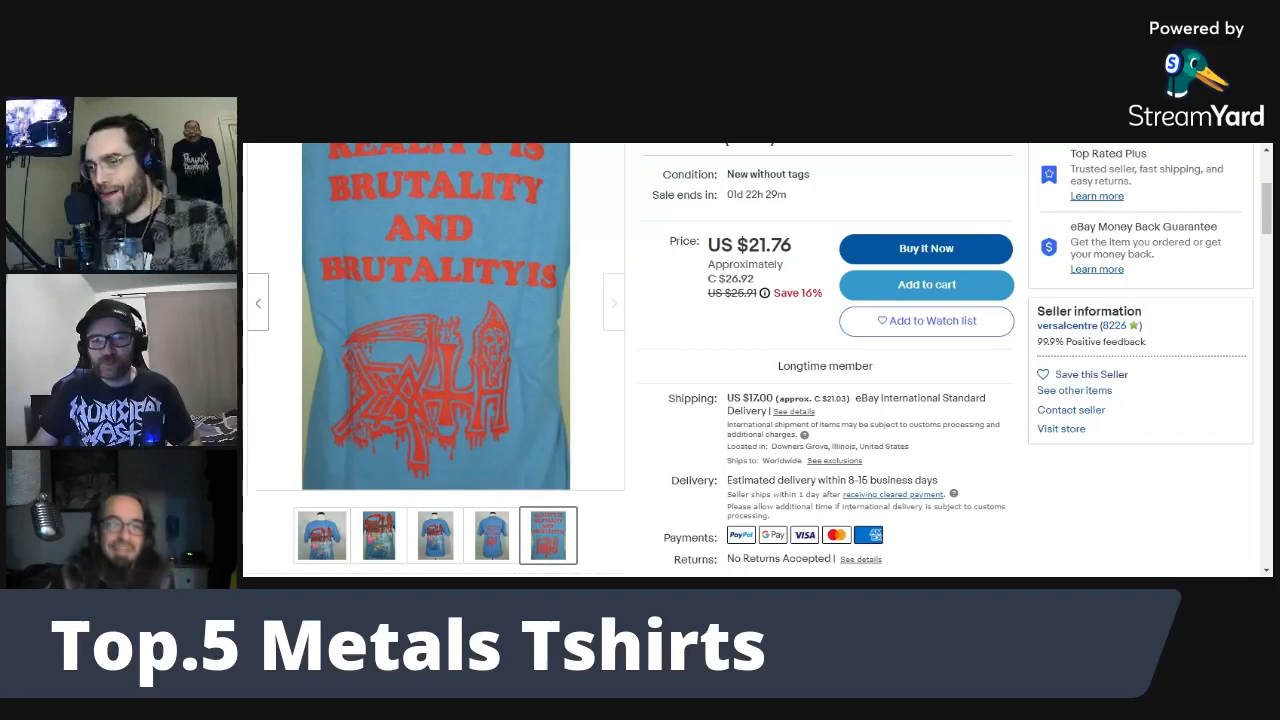 Powered by
S
StreamYard
REALITY IS
BRUTALITY
AND
BRUTALITY IS
DEATH
MUNICIPAL
WASTE
Condition: New without tags
Sale ends in: 01d 22h 29m
Price: US $21.76
Approximately
C $26.92
US $25.91 Save 16%
Buy It Now
Add to cart
Add to Watch list
Longtime member
Shipping: US $17.00 (approx. C $21.03) eBay International Standard
Delivery | See details
International shipment of items may be subject to customs processing and
additional charges.
Located in: Downers Grove, Illinois, United States
Ships to: Worldwide See exclusions
Delivery: Estimated delivery within 8-15 business days
Seller ships within 1 day after receiving cleared payment.
Please allow additional time if international delivery is subject to customs
processing.
Payments: PayPal G Pay VISA
Returns: No Returns Accepted | See details
Top Rated Plus
Trusted seller, fast shipping, and
easy returns.
Learn more
eBay Money Back Guarantee
Get the item you ordered or get
your money back.
Learn more
Seller information
versalcentre (8226)
99.9% Positive feedback
Save this Seller
See other items
Contact seller
Visit store
Top.5 Metals Tshirts